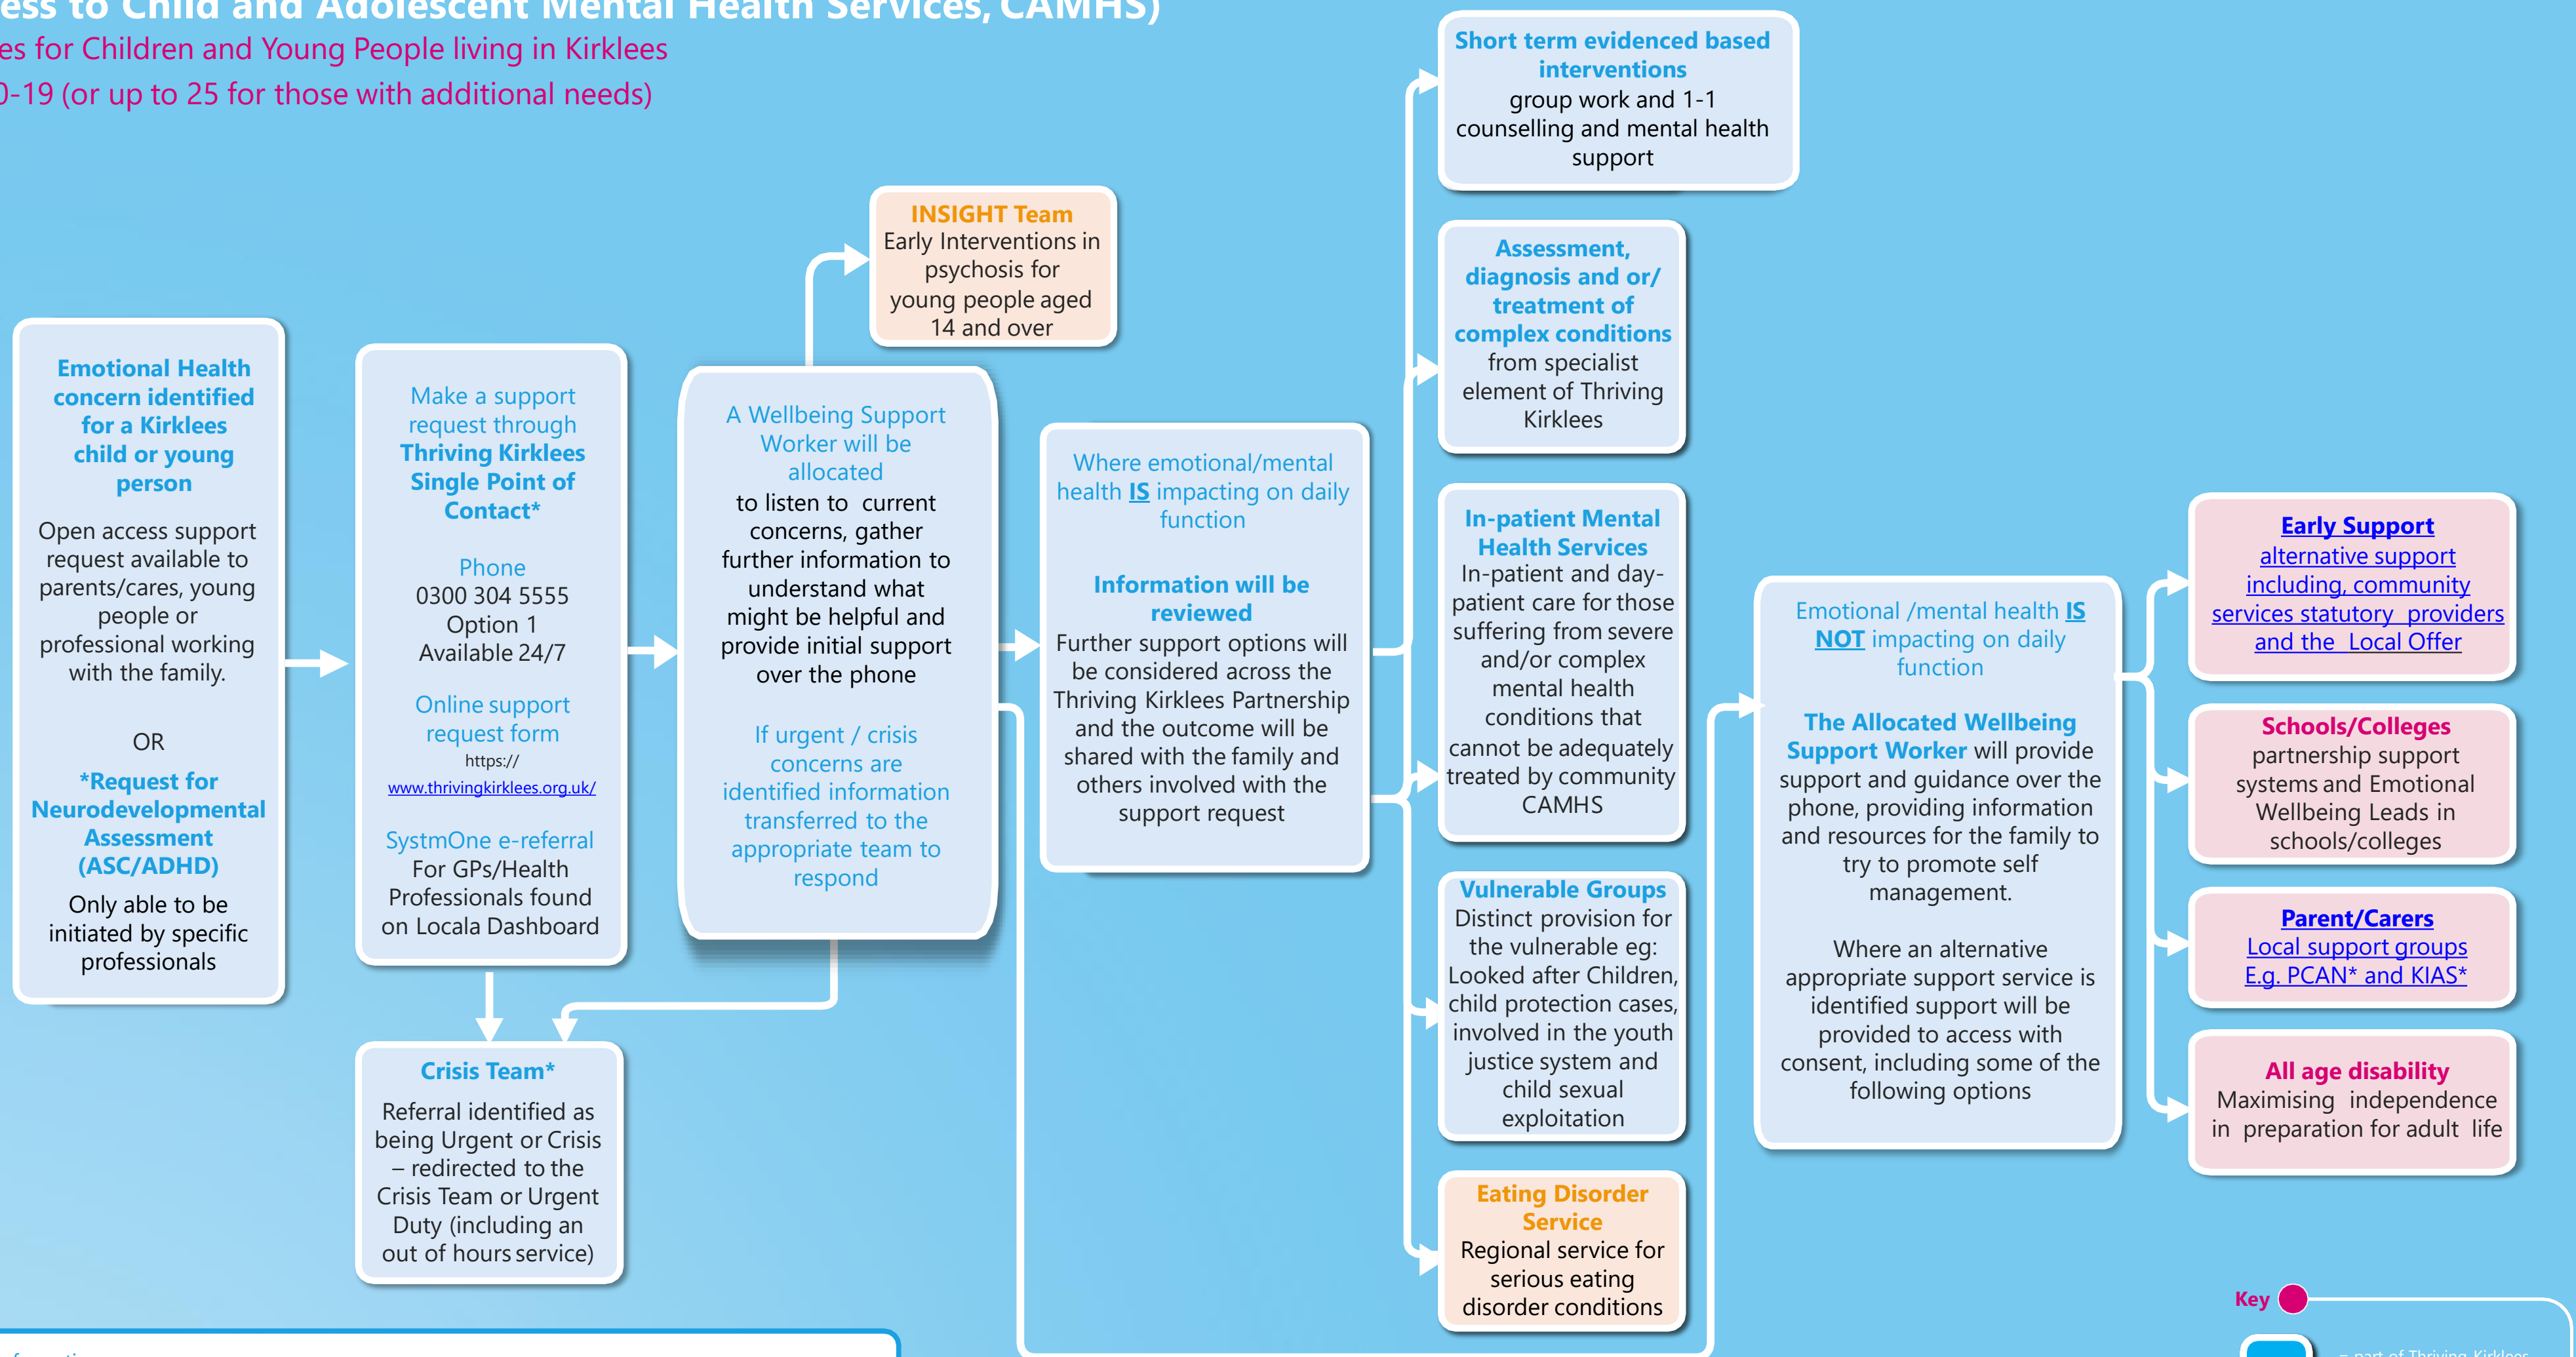 ess to Child and Adolescent Mental Health Services, CAMHS)
es for Children and Young People living in Kirklees
0-19 (or up to 25 for those with additional needs)
Emotional Health
concern identified
for a Kirklees
child or young
person
Open access support
request available to
parents/cares, young
people or
professional working
with the family.
OR
*Request for
Neurodevelopmental
Assessment
(ASC/ADHD)
Only able to be
initiated by specific
professionals
Make a support
request through
Thriving Kirklees
Single Point of
Contact*
Phone
0300 304 5555
Option 1
Available 24/7
Online support
request form
https://
www.thrivingkirklees.org.uk/
SystmOne e-referral
For GPs/Health
Professionals found
on Locala Dashboard
Crisis Team*
Referral identified as
being Urgent or Crisis
– redirected to the
Crisis Team or Urgent
Duty (including an
out of hours service)
INSIGHT Team
Early Interventions in
psychosis for
young people aged
14 and over
A Wellbeing Support
Worker will be
allocated
to listen to current
concerns, gather
further information to
understand what
might be helpful and
provide initial support
over the phone
If urgent / crisis
concerns are
identified information
transferred to the
appropriate team to
respond
Where emotional/mental
health IS impacting on daily
function
Information will be
reviewed
Further support options will
be considered across the
Thriving Kirklees Partnership
and the outcome will be
shared with the family and
others involved with the
support request
Short term evidenced based
interventions
group work and 1-1
counselling and mental health
support
Assessment,
diagnosis and or/
treatment of
complex conditions
from specialist
element of Thriving
Kirklees
In-patient Mental
Health Services
In-patient and day-
patient care for those
suffering from severe
and/or complex
mental health
conditions that
cannot be adequately
treated by community
CAMHS
Vulnerable Groups
Distinct provision for
the vulnerable eg:
Looked after Children,
child protection cases,
involved in the youth
justice system and
child sexual
exploitation
Eating Disorder
Service
Regional service for
serious eating
disorder conditions
Emotional /mental health IS
NOT impacting on daily
function
The Allocated Wellbeing
Support Worker will provide
support and guidance over the
phone, providing information
and resources for the family to
try to promote self
management.
Where an alternative
appropriate support service is
identified support will be
provided to access with
consent, including some of the
following options
Early Support
alternative support
including, community
services statutory providers
and the Local Offer
Schools/Colleges
partnership support
systems and Emotional
Wellbeing Leads in
schools/colleges
Parent/Carers
Local support groups
E.g. PCAN* and KIAS*
All age disability
Maximising independence
in preparation for adult life
Key
= part of Thriving Kirklees